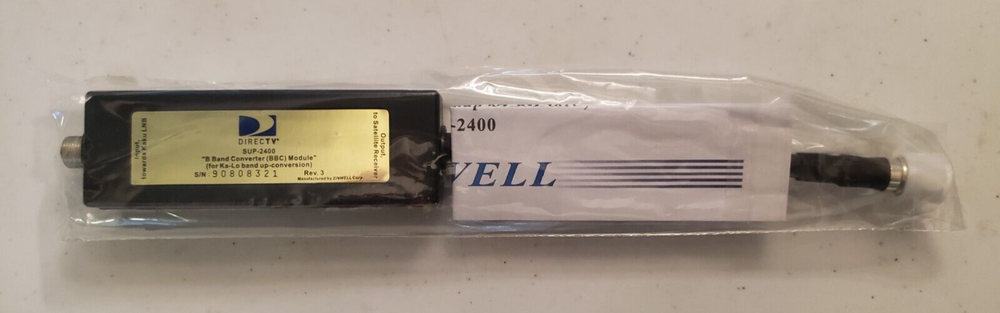 Input,
towards KaKu LNB
DIRECTV
SUP-2400
"B Band Converter (BBC) Module"
(for Ka-Lo band up-conversion)
S/N: 90808321 Rev. 3
Manufactured by ZINWELL Corp.
Output,
to Satellite Receiver
-2400
WELL